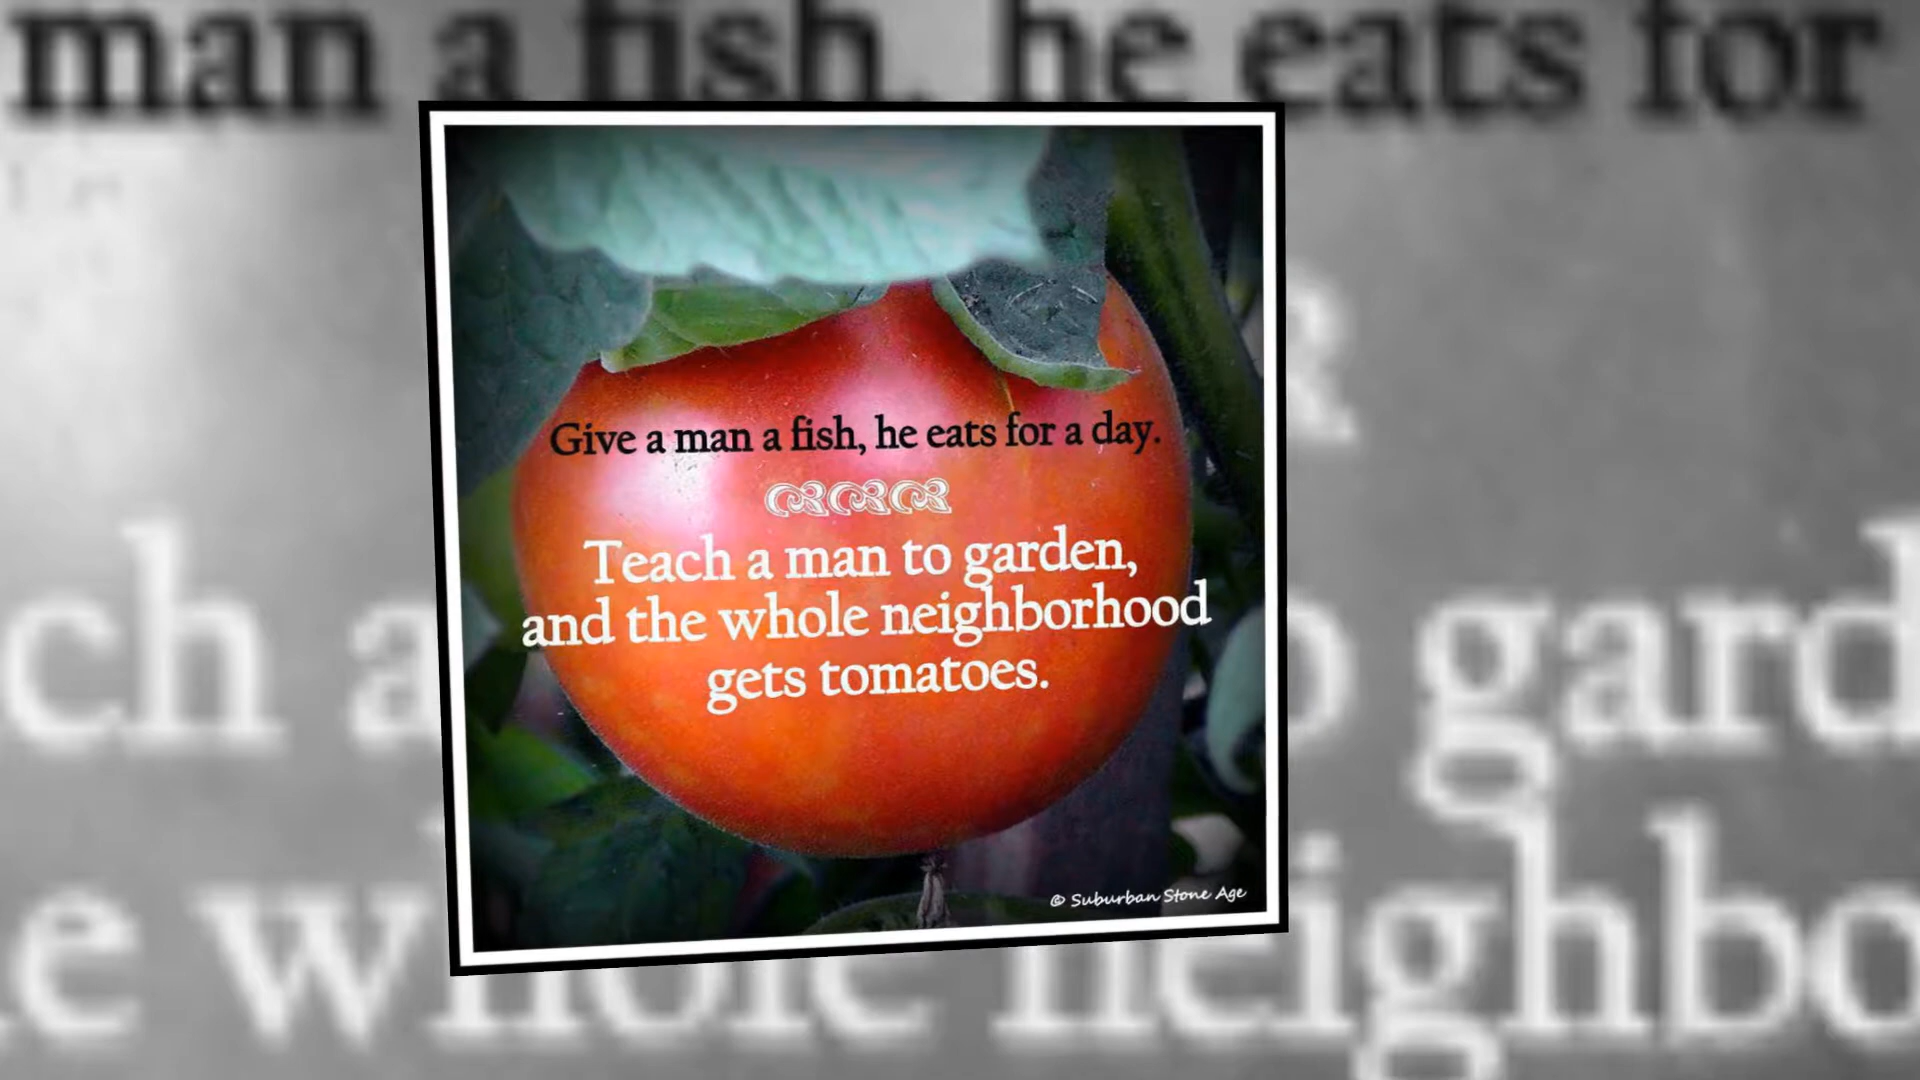 man a fish, he eats for
Give a man a fish, he eats for a day.
Teach a man to garden,
and the whole neighborhood
gets tomatoes.
© Suburban Stone Age
ch a
o gard
e whole neighbo